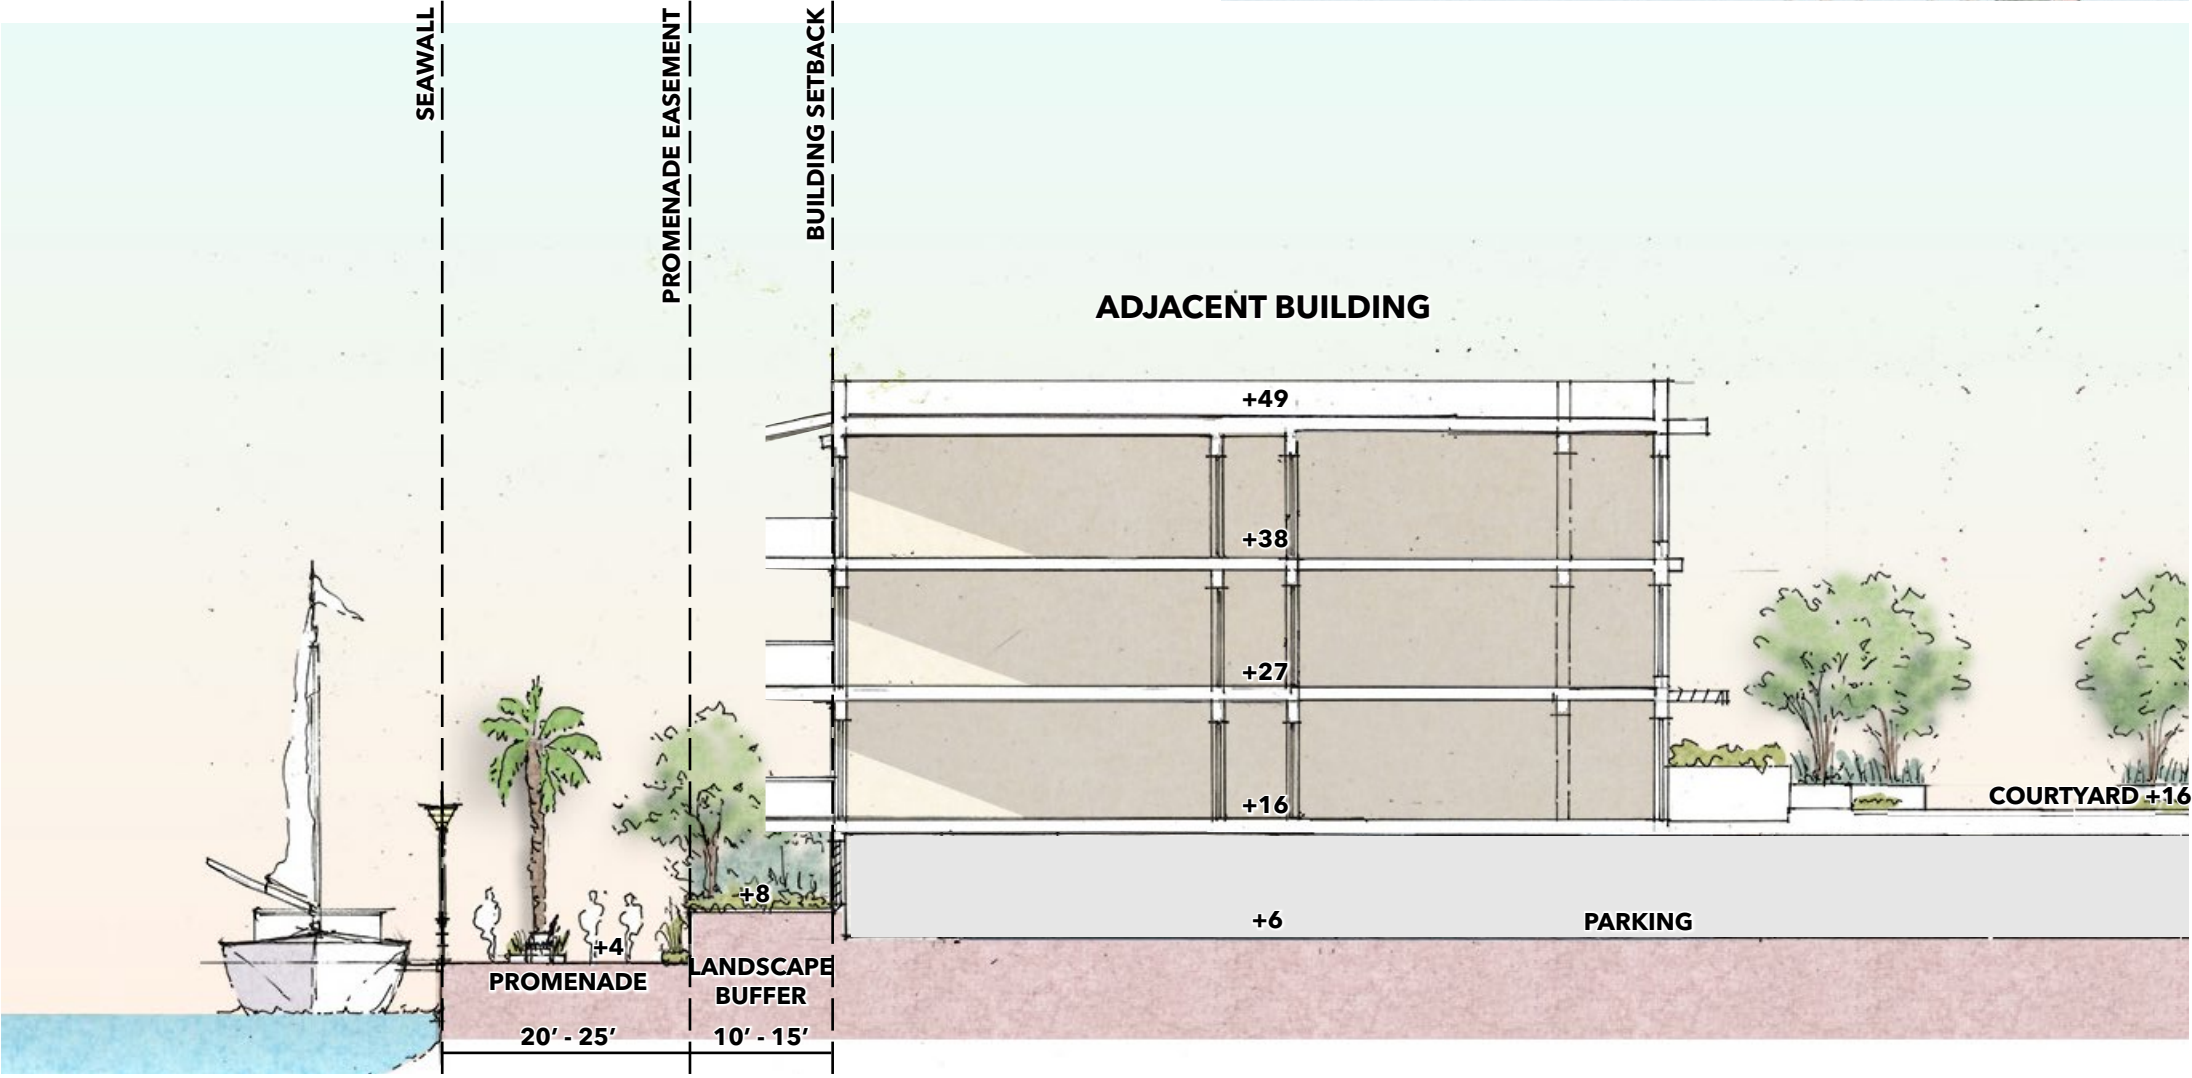 SEAWALL
PROMENADE EASEMENT
BUILDING SETBACK
ADJACENT BUILDING
+49
+38
+27
+16
COURTYARD +16
+8
+6
PARKING
+4
PROMENADE
LANDSCAPE
BUFFER
20’ - 25’
10’ - 15’